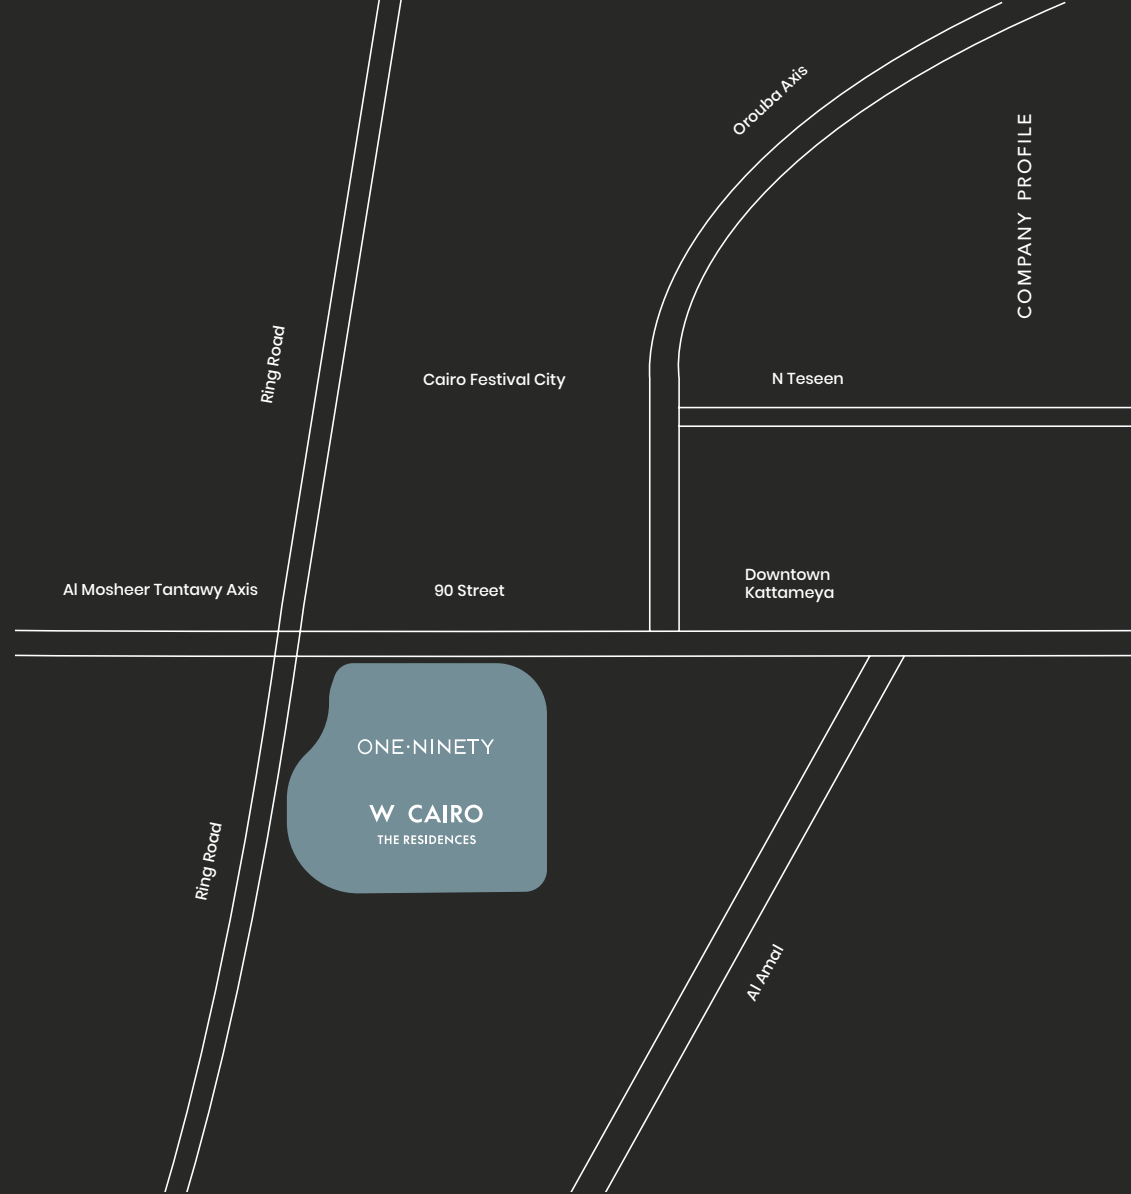 Orouba Axis
COMPANY PROFILE
Ring Road
Cairo Festival City
N Teseen
Al Mosheer Tantawy Axis
90 Street
Downtown
Kattameya
ONE·NINETY
W CAIRO
THE RESIDENCES
Ring Road
Al Amal